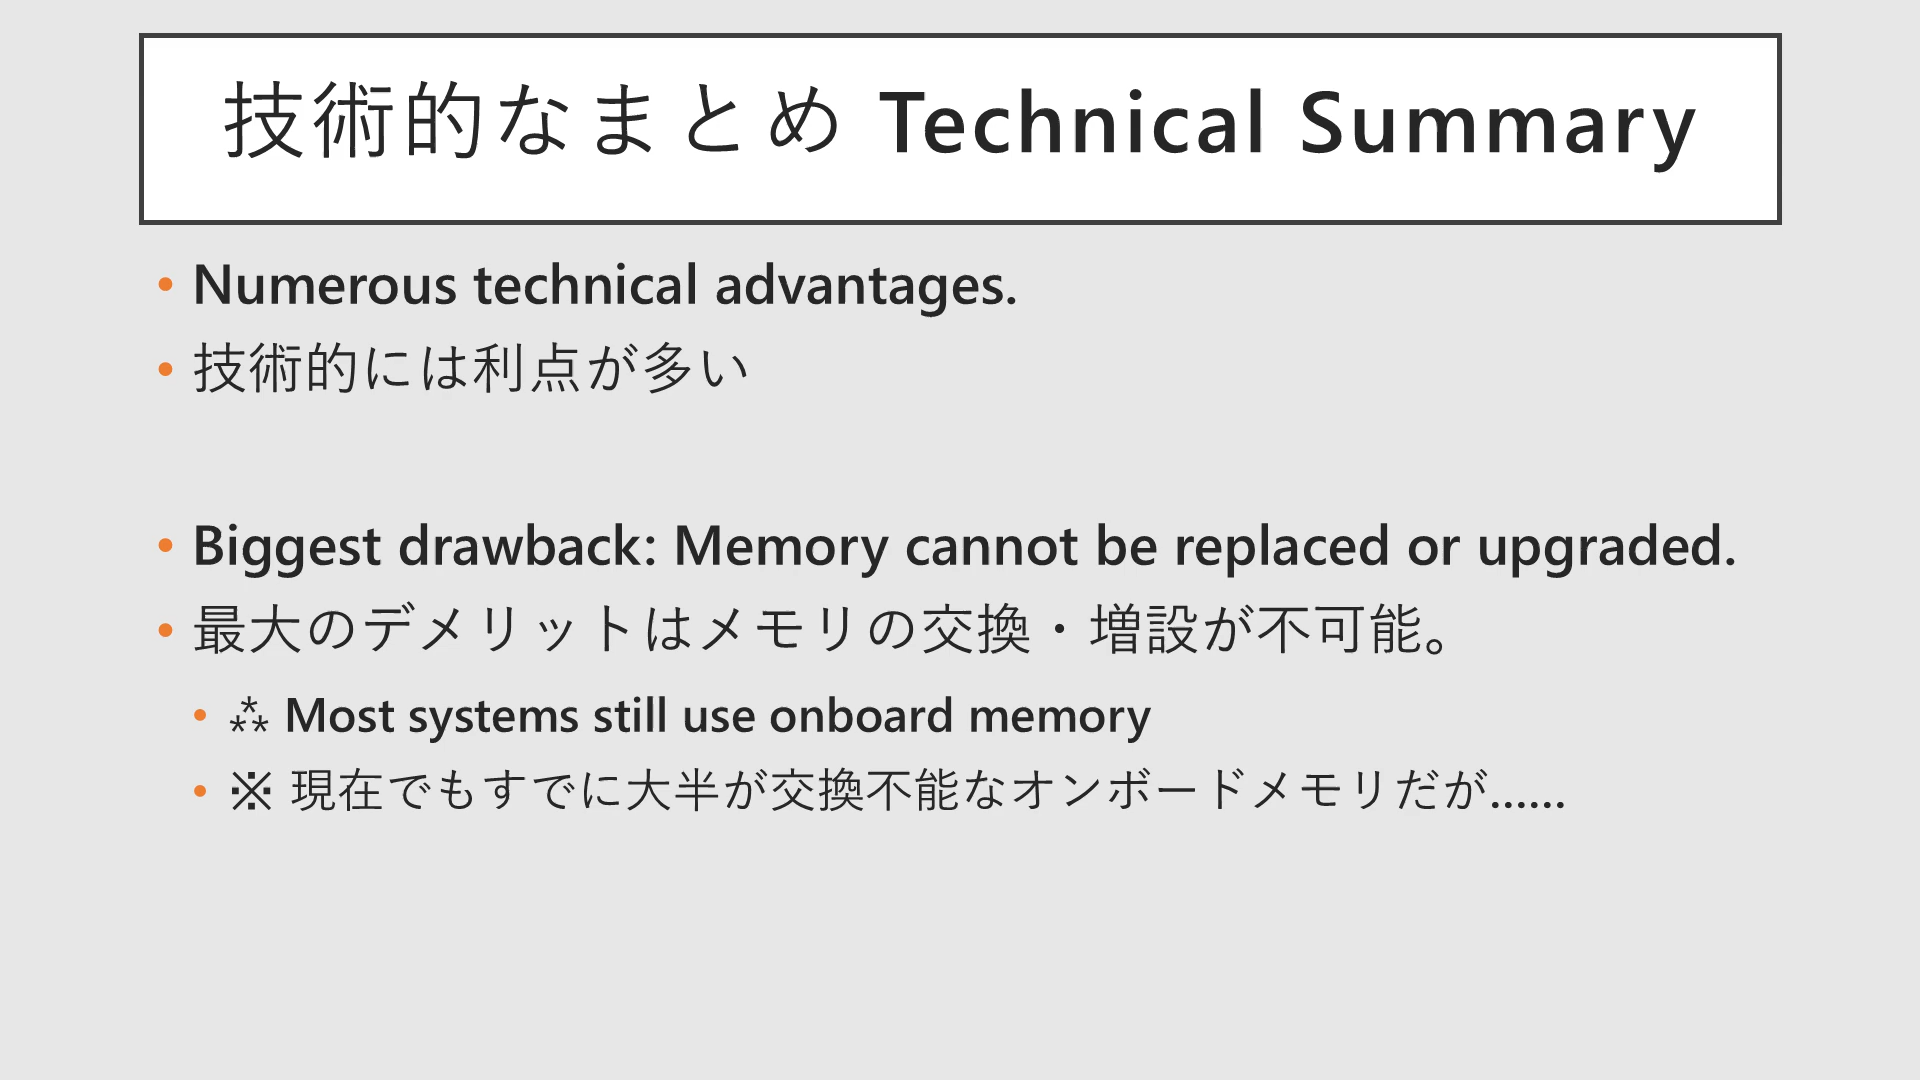 技術的なまとめ Technical Summary
• Numerous technical advantages.
• 技術的には利点が多い
• Biggest drawback: Memory cannot be replaced or upgraded.
• 最大のデメリットはメモリの交換・増設が不可能。
• ⁂ Most systems still use onboard memory
• ※ 現在でもすでに大半が交換不能なオンボードメモリだが……